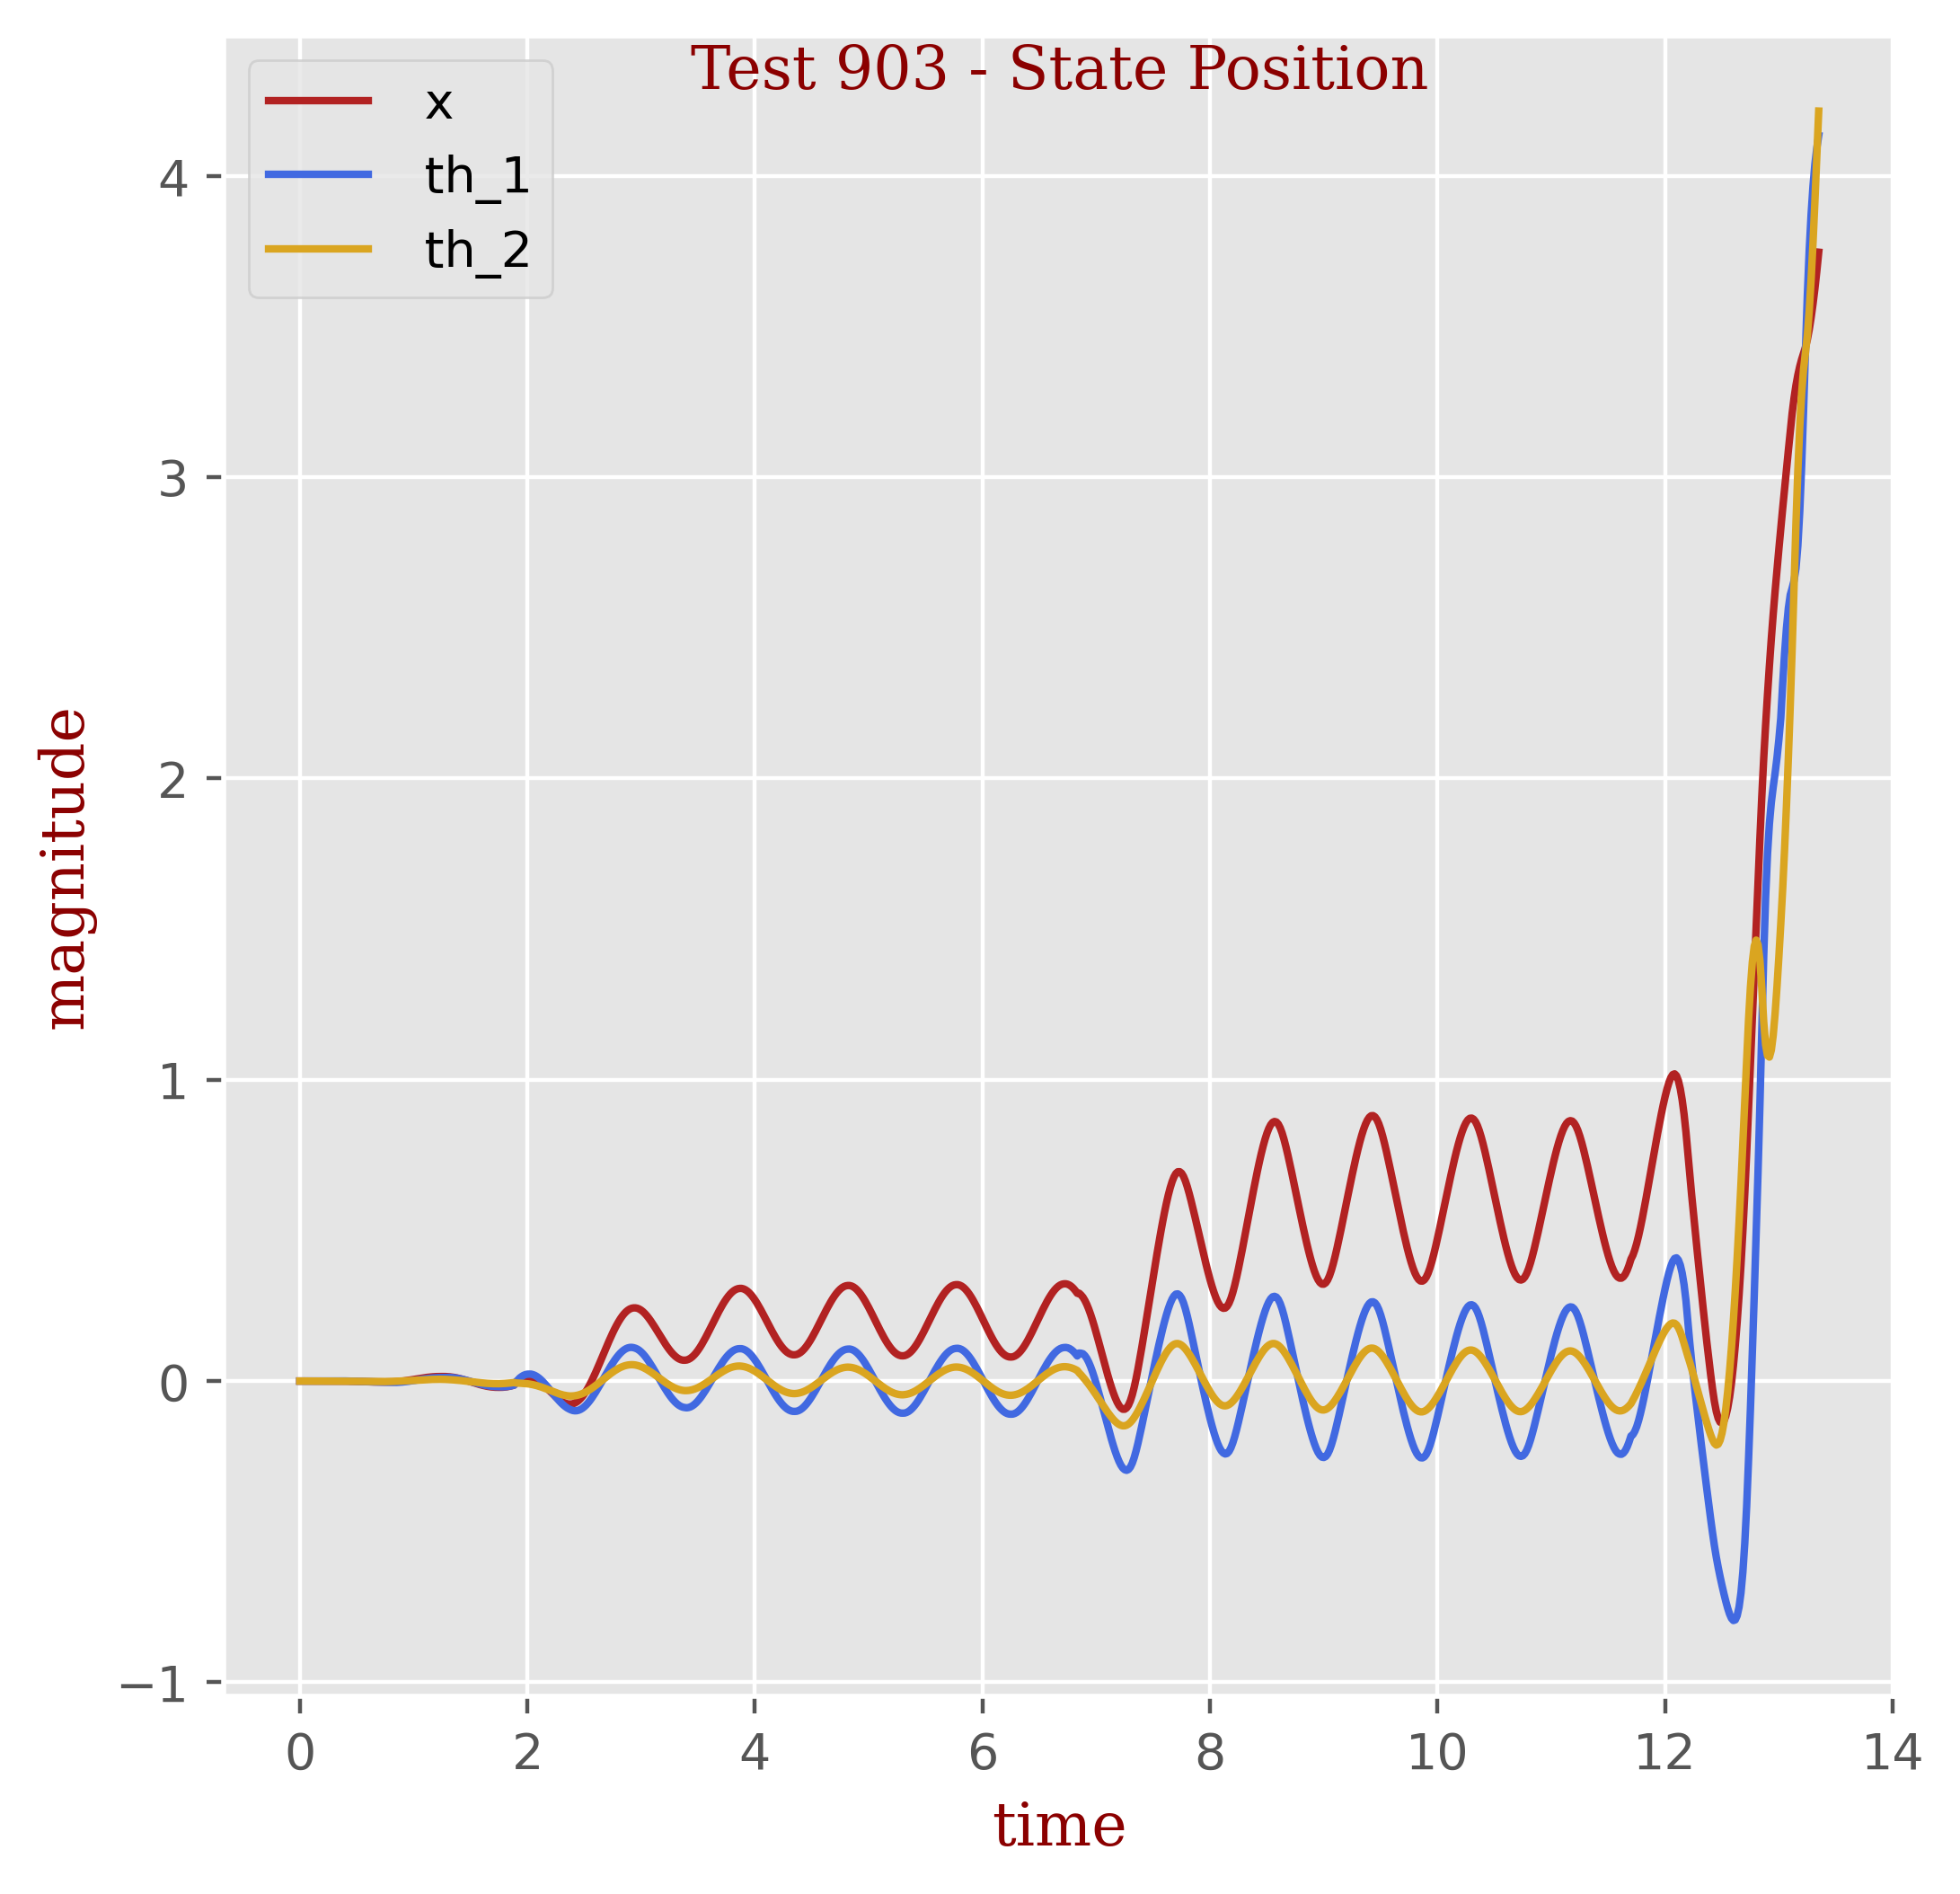 Test 903 - State Position
x
th_1
th_2
4
3
2
1
0
−1
magnitude
0 2 4 6 8 10 12 14
time